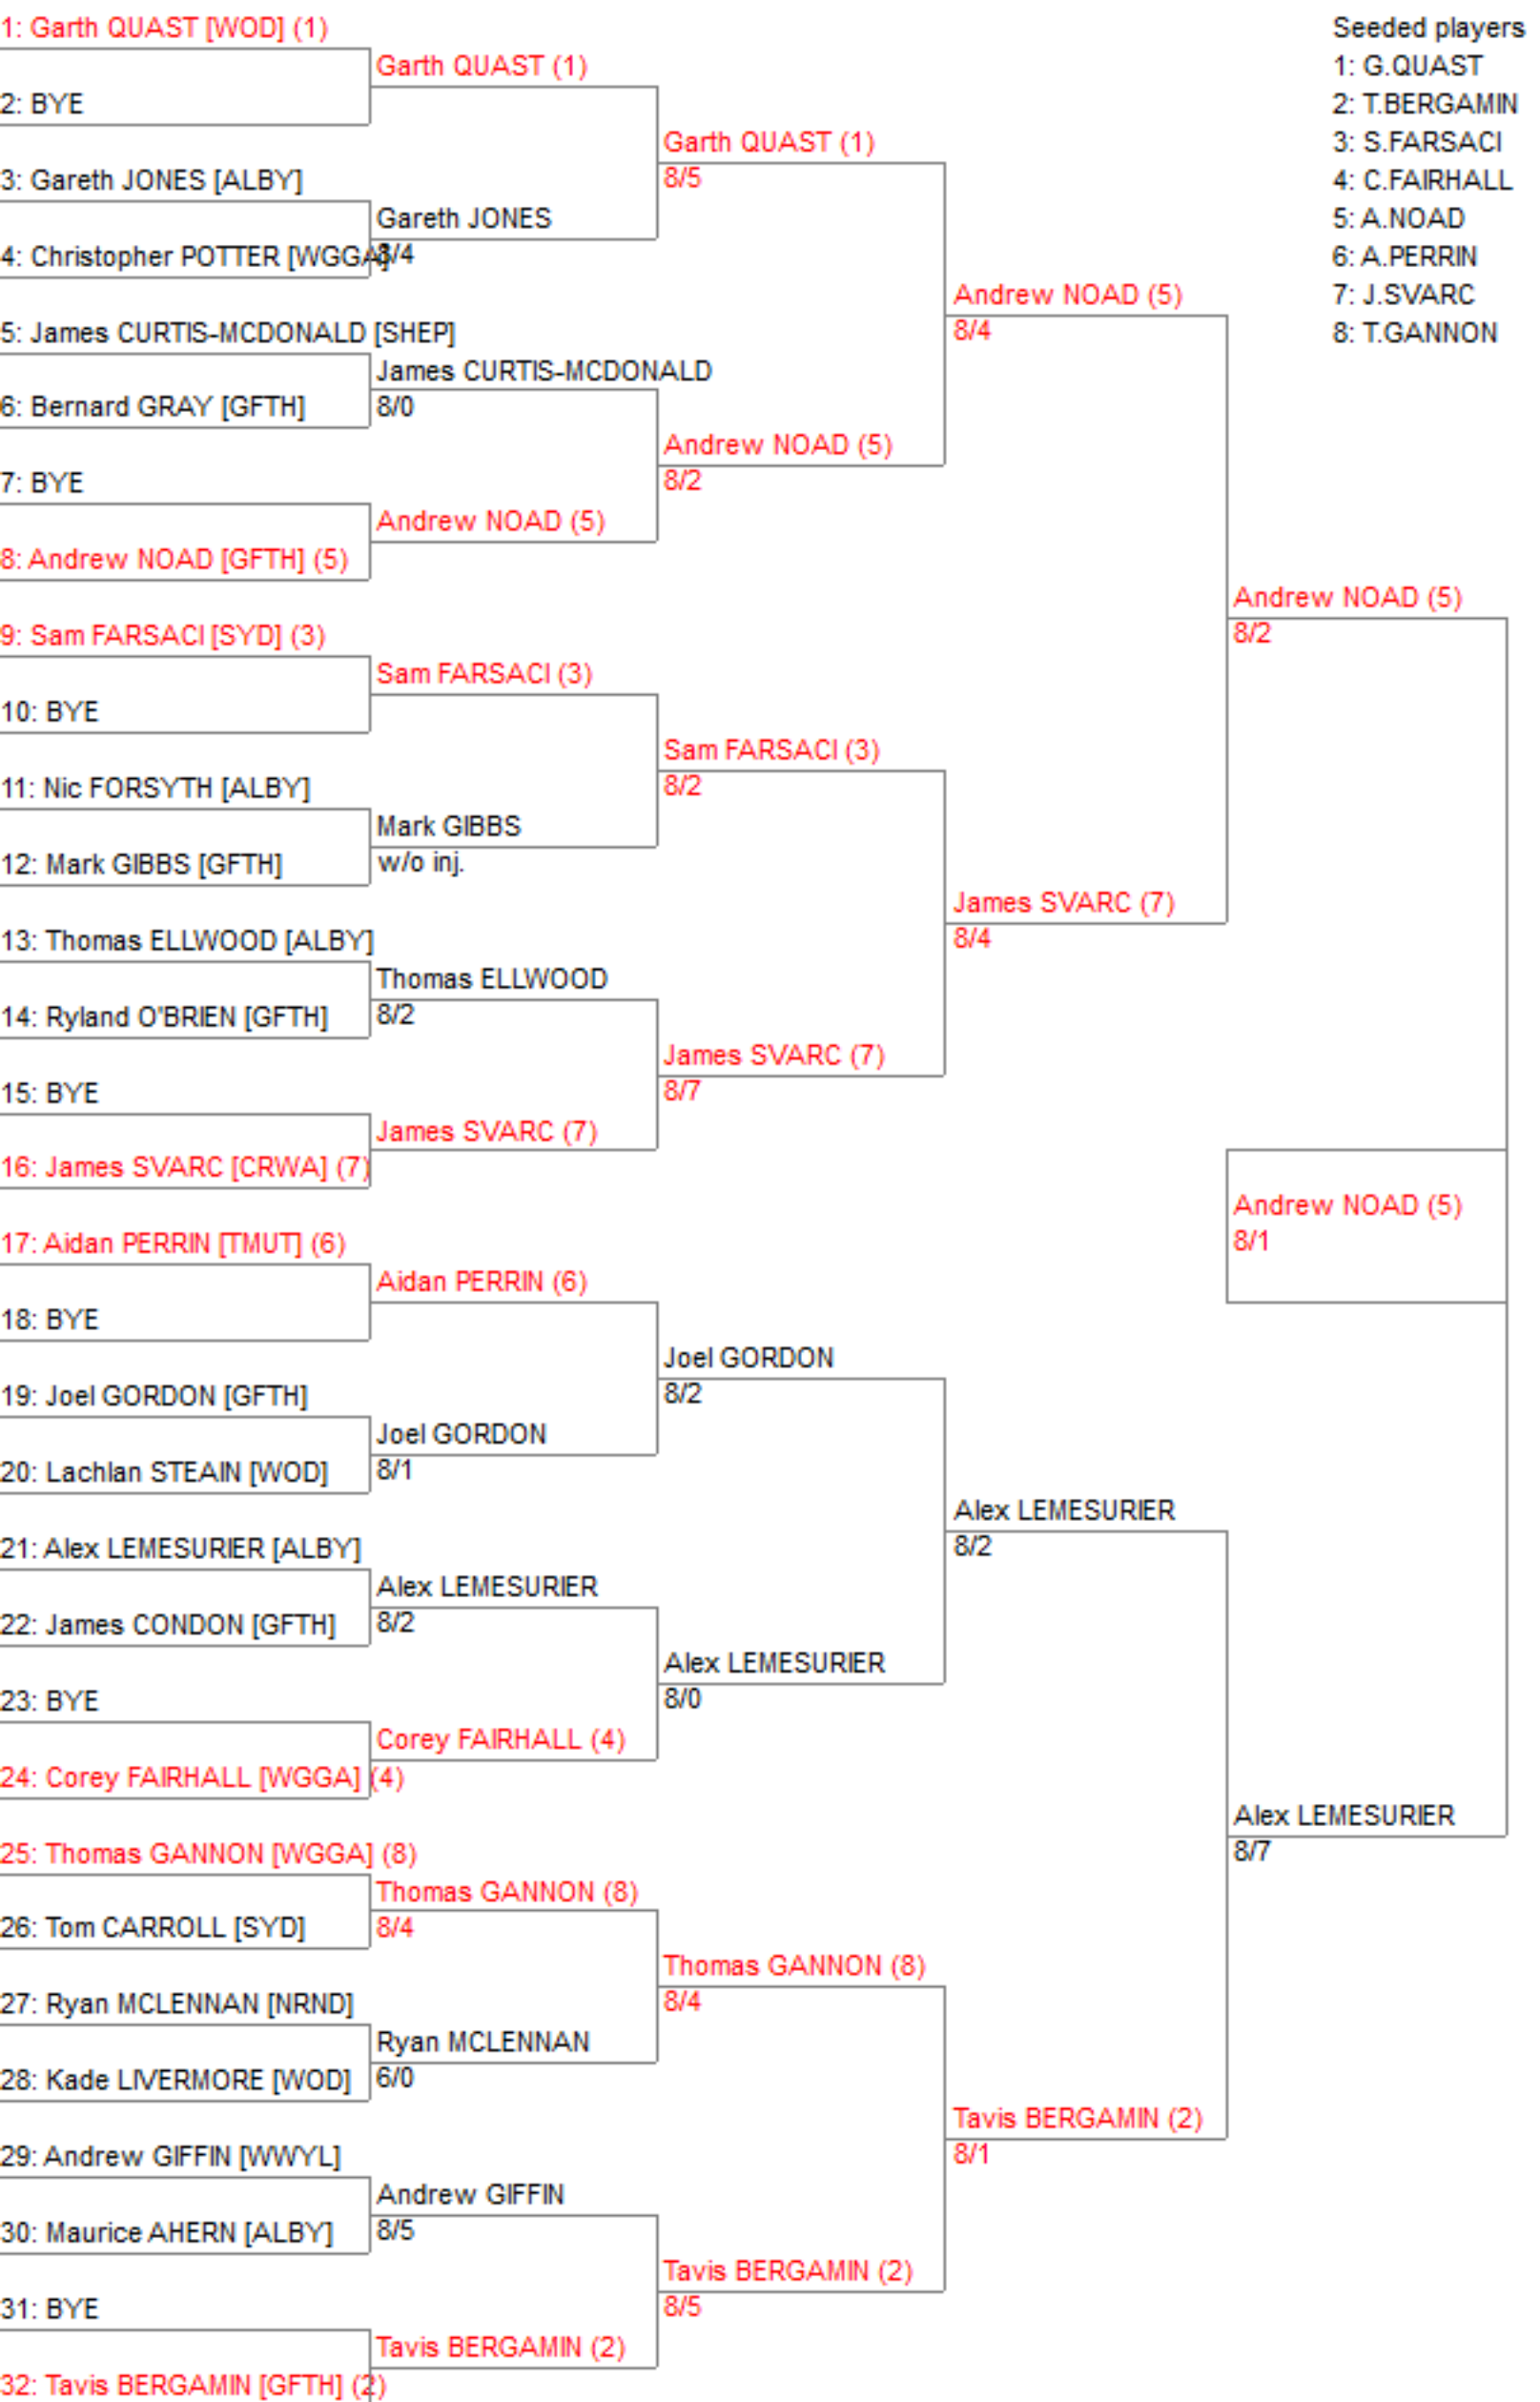 1: Garth QUAST [WOD] (1)
2: BYE
3: Gareth JONES [ALBY]
4: Christopher POTTER [WGGA]
5: James CURTIS-MCDONALD [SHEP]
6: Bernard GRAY [GFTH]
7: BYE
8: Andrew NOAD [GFTH] (5)
9: Sam FARSACI [SYD] (3)
10: BYE
11: Nic FORSYTH [ALBY]
12: Mark GIBBS [GFTH]
13: Thomas ELLWOOD [ALBY]
14: Ryland O'BRIEN [GFTH]
15: BYE
16: James SVARC [CRWA] (7)
17: Aidan PERRIN [TMUT] (6)
18: BYE
19: Joel GORDON [GFTH]
20: Lachlan STEAIN [WOD]
21: Alex LEMESURIER [ALBY]
22: James CONDON [GFTH]
23: BYE
24: Corey FAIRHALL [WGGA] (4)
25: Thomas GANNON [WGGA] (8)
26: Tom CARROLL [SYD]
27: Ryan MCLENNAN [NRND]
28: Kade LIVERMORE [WOD]
29: Andrew GIFFIN [WWYL]
30: Maurice AHERN [ALBY]
31: BYE
32: Tavis BERGAMIN [GFTH] (2)
Garth QUAST (1)
Gareth JONES
8/4
James CURTIS-MCDONALD
8/0
Andrew NOAD (5)
Sam FARSACI (3)
Mark GIBBS
w/o inj.
Thomas ELLWOOD
8/2
James SVARC (7)
Aidan PERRIN (6)
Joel GORDON
8/1
Alex LEMESURIER
8/2
Corey FAIRHALL (4)
Thomas GANNON (8)
8/4
Ryan MCLENNAN
6/0
Andrew GIFFIN
8/5
Tavis BERGAMIN (2)
Garth QUAST (1)
8/5
Andrew NOAD (5)
8/2
Sam FARSACI (3)
8/2
James SVARC (7)
8/7
Joel GORDON
8/2
Alex LEMESURIER
8/0
Thomas GANNON (8)
8/4
Tavis BERGAMIN (2)
8/5
Andrew NOAD (5)
8/4
James SVARC (7)
8/4
Alex LEMESURIER
8/2
Tavis BERGAMIN (2)
8/1
Andrew NOAD (5)
8/2
Alex LEMESURIER
8/7
Andrew NOAD (5)
8/1
Seeded players
1: G.QUAST
2: T.BERGAMIN
3: S.FARSACI
4: C.FAIRHALL
5: A.NOAD
6: A.PERRIN
7: J.SVARC
8: T.GANNON